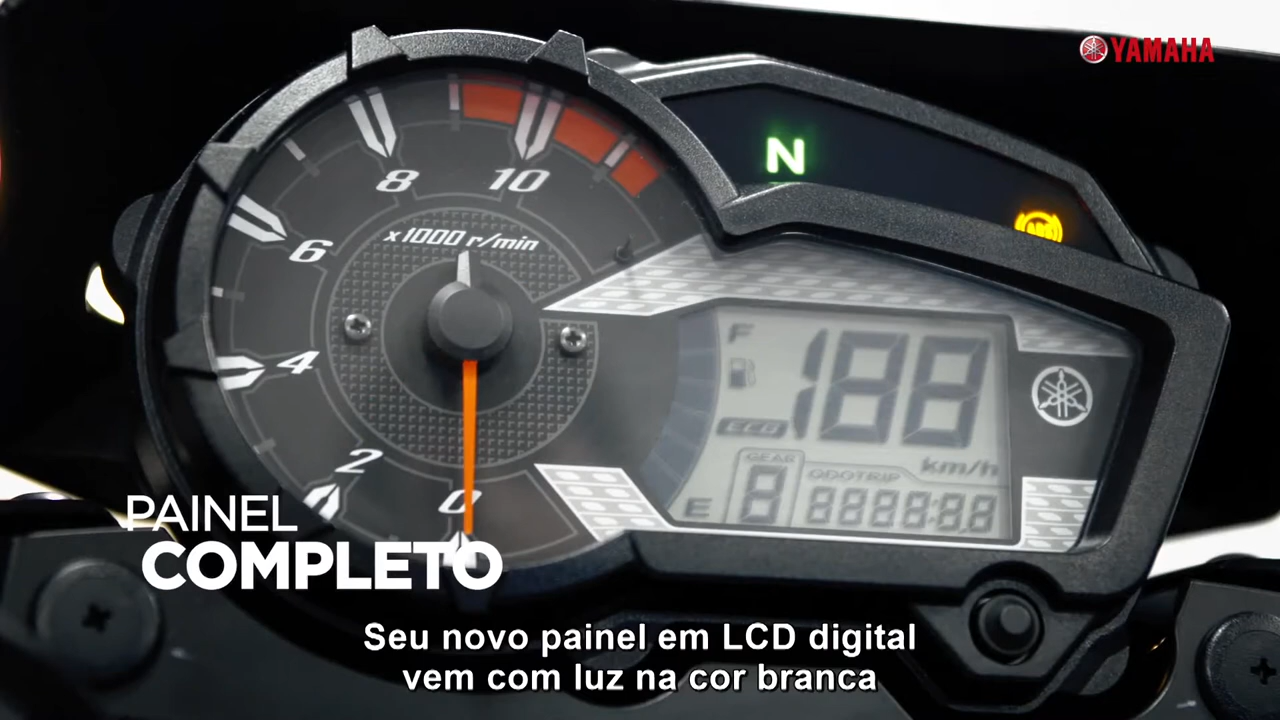 YAMAHA
N
ABS
8
10
x1000 r/min
6
4
2
0
F
188
ECO
km/h
GEAR
8
ODOTRIP
E
8888:8.8
PAINEL
COMPLETO
Seu novo painel em LCD digital
vem com luz na cor branca